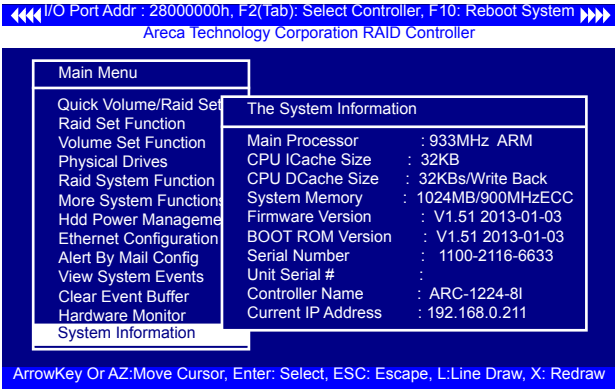 I/O Port Addr : 28000000h, F2(Tab): Select Controller, F10: Reboot System
Areca Technology Corporation RAID Controller
Main Menu
Quick Volume/Raid Set
Raid Set Function
Volume Set Function
Physical Drives
Raid System Function
More System Functions
Hdd Power Manageme
Ethernet Configuration
Alert By Mail Config
View System Events
Clear Event Buffer
Hardware Monitor
System Information
The System Information
Main Processor : 933MHz ARM
CPU ICache Size : 32KB
CPU DCache Size : 32KBs/Write Back
System Memory : 1024MB/900MHzECC
Firmware Version : V1.51 2013-01-03
BOOT ROM Version : V1.51 2013-01-03
Serial Number : 1100-2116-6633
Unit Serial # :
Controller Name : ARC-1224-8I
Current IP Address : 192.168.0.211
ArrowKey Or AZ:Move Cursor, Enter: Select, ESC: Escape, L:Line Draw, X: Redraw